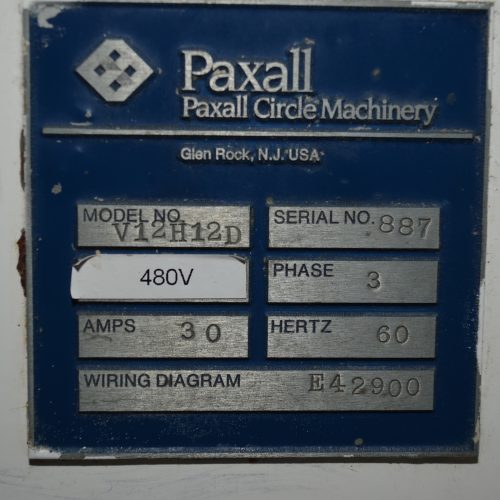 Paxall
Paxall Circle Machinery
Glen Rock, N.J. USA
MODEL NO. V12H12D
SERIAL NO. 887
480V
PHASE 3
AMPS 30
HERTZ 60
WIRING DIAGRAM E42900